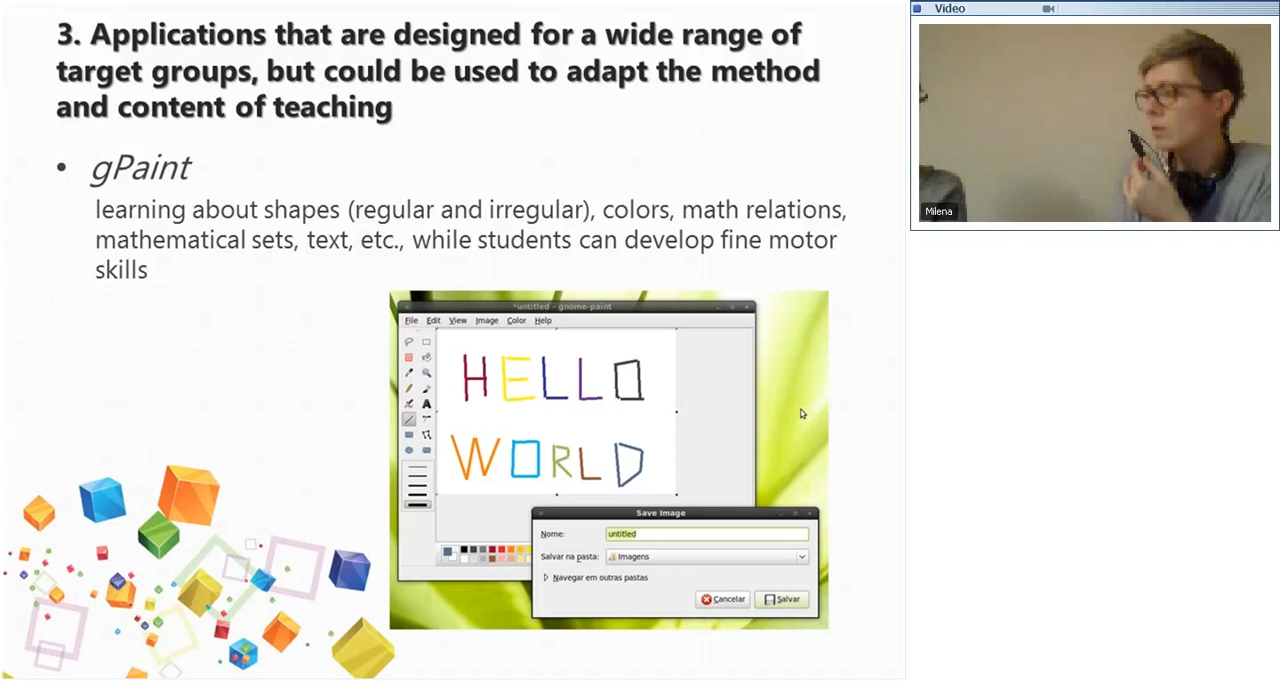 3. Applications that are designed for a wide range of
target groups, but could be used to adapt the method
and content of teaching
• gPaint
learning about shapes (regular and irregular), colors, math relations,
mathematical sets, text, etc., while students can develop fine motor
skills
*untitled - gnome-paint
File Edit View Image Color Help
A
HELLO
WORLD
Save Image
Nome: untitled
Salvar na pasta: Imagens
Navegar em outras pastas
Cancelar Salvar
Video
Milena